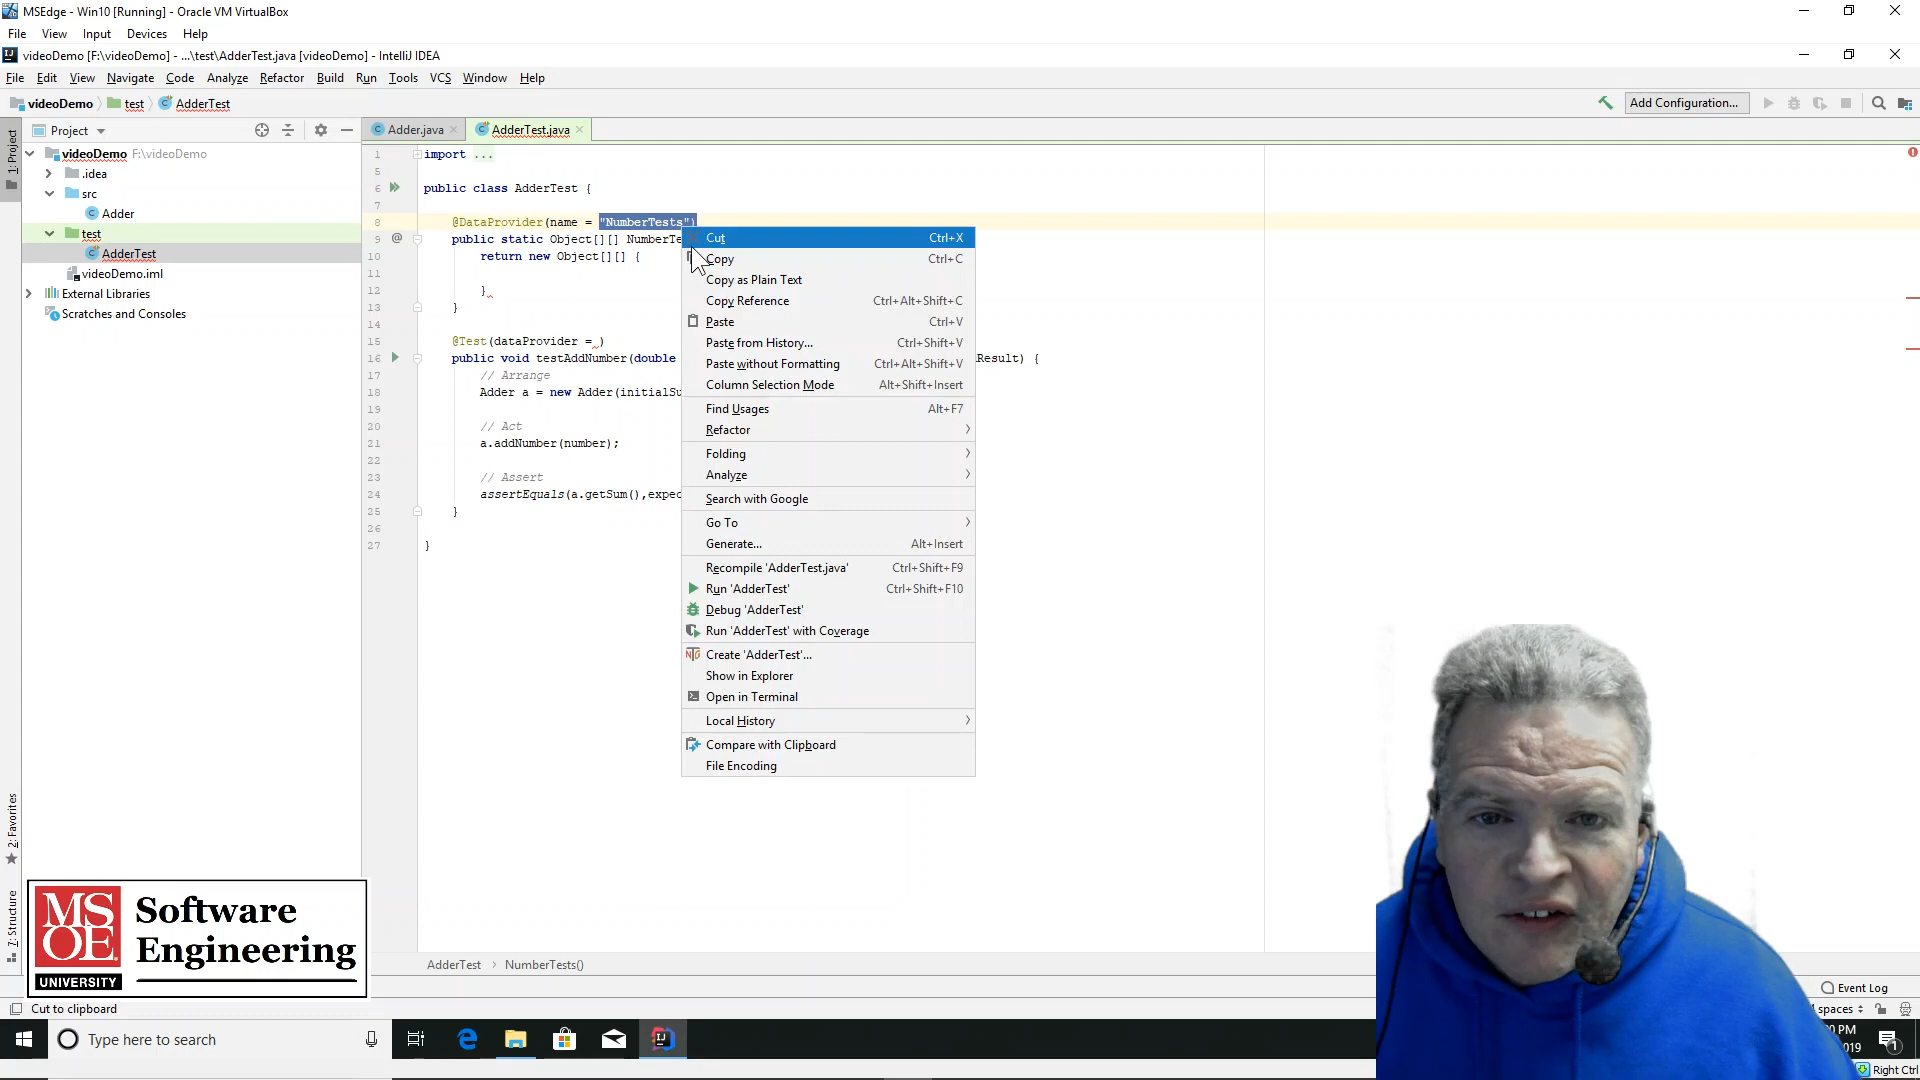 MSEdge - Win10 [Running] - Oracle VM VirtualBox
File View Input Devices Help
videoDemo [F:\videoDemo] - ...\test\AdderTest.java [videoDemo] - IntelliJ IDEA
File Edit View Navigate Code Analyze Refactor Build Run Tools VCS Window Help
videoDemo test AdderTest
Add Configuration...
1: Project
Project
videoDemo F:\videoDemo
.idea
src
Adder
test
AdderTest
videoDemo.iml
External Libraries
Scratches and Consoles
2: Favorites
7: Structure
Adder.java
AdderTest.java
1 import ...
5
6 public class AdderTest {
7
8 @DataProvider(name = "NumberTests")
9 @ public static Object[][] NumberTe
10 return new Object[][] {
11
12 }
13 }
14
15 @Test(dataProvider = )
16 public void testAddNumber(double Result) {
17 // Arrange
18 Adder a = new Adder(initialSu
19
20 // Act
21 a.addNumber(number);
22
23 // Assert
24 assertEquals(a.getSum(),expec
25 }
26
27 }
Cut Ctrl+X
Copy Ctrl+C
Copy as Plain Text
Copy Reference Ctrl+Alt+Shift+C
Paste Ctrl+V
Paste from History... Ctrl+Shift+V
Paste without Formatting Ctrl+Alt+Shift+V
Column Selection Mode Alt+Shift+Insert
Find Usages Alt+F7
Refactor
Folding
Analyze
Search with Google
Go To
Generate... Alt+Insert
Recompile 'AdderTest.java' Ctrl+Shift+F9
Run 'AdderTest' Ctrl+Shift+F10
Debug 'AdderTest'
Run 'AdderTest' with Coverage
Create 'AdderTest'...
Show in Explorer
Open in Terminal
Local History
Compare with Clipboard
File Encoding
MS
OE
UNIVERSITY
Software
Engineering
AdderTest NumberTests()
Event Log
Cut to clipboard
spaces
Type here to search
PM
019
1
Right Ctrl